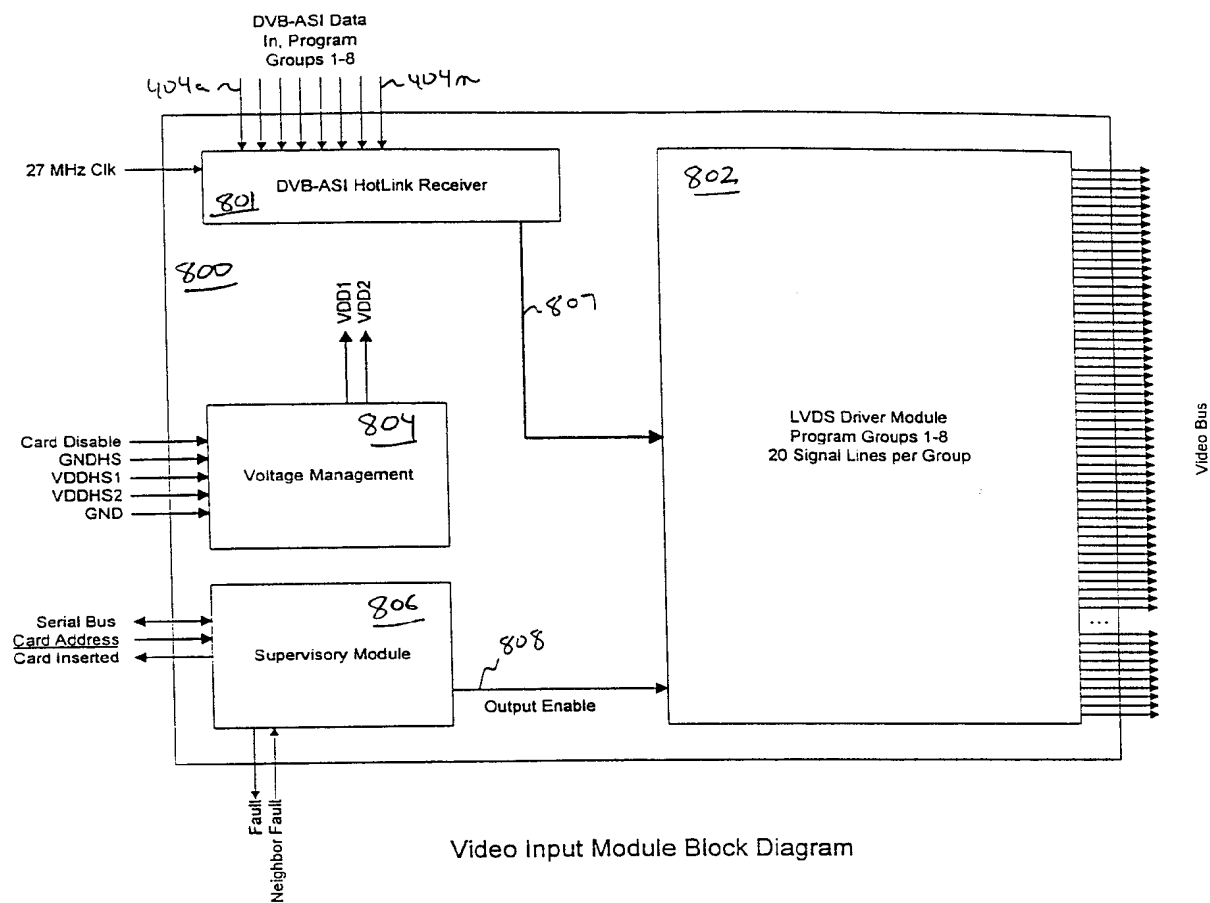 DVB-ASI Data
In, Program
Groups 1-8
404a
404n
27 MHz Clk
DVB-ASI HotLink Receiver
801
802
800
807
VDD1
VDD2
804
Voltage Management
Card Disable
GNDHS
VDDHS1
VDDHS2
GND
LVDS Driver Module
Program Groups 1-8
20 Signal Lines per Group
Video Bus
806
Supervisory Module
Serial Bus
Card Address
Card Inserted
808
Output Enable
...
Fault
Neighbor Fault
Video Input Module Block Diagram